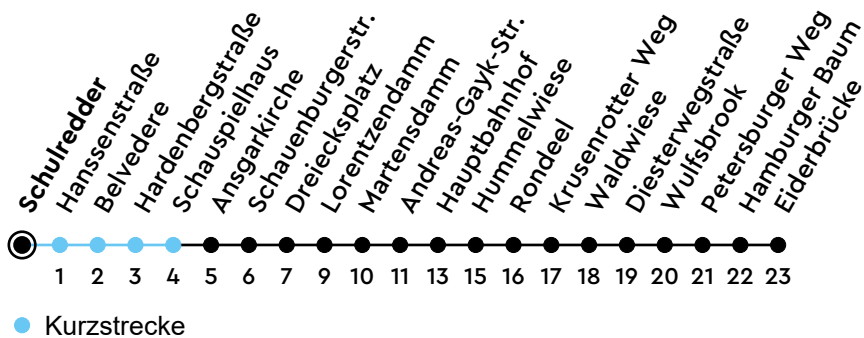 Schulredder
Hanssenstraße
Belvedere
Hardenbergstraße
Schauspielhaus
Ansgarkirche
Schauenburgerstr.
Dreiecksplatz
Lorentzendamm
Martensdamm
Andreas-Gayk-Str.
Hauptbahnhof
Hummelwiese
Rondeel
Krusenrotter Weg
Waldwiese
Diesterwegstraße
Wulfsbrook
Petersburger Weg
Hamburger Baum
Eiderbrücke
1 2 3 4 5 6 7 9 10 11 13 15 16 17 18 19 20 21 22 23
Kurzstrecke